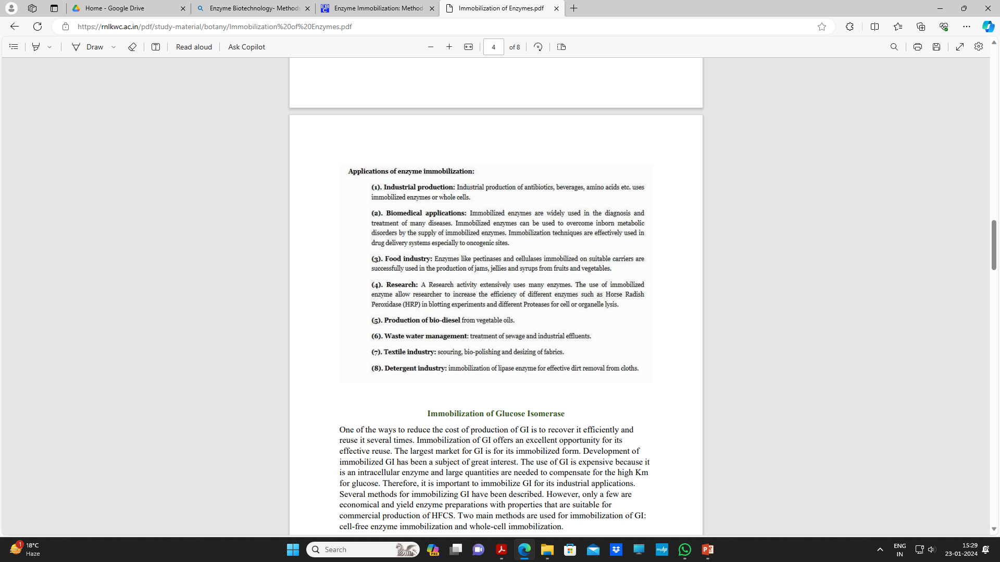 Home - Google Drive
Enzyme Biotechnology- Methods
EB
C
Enzyme Immobilization: Method
Immobilization of Enzymes.pdf
https://rnlkwc.ac.in/pdf/study-material/botany/Immobilization%20of%20Enzymes.pdf
Draw
Read aloud
Ask Copilot
4
of 8
Applications of enzyme immobilization:
(1). Industrial production: Industrial production of antibiotics, beverages, amino acids etc. uses
immobilized enzymes or whole cells.
(2). Biomedical applications: Immobilized enzymes are widely used in the diagnosis and
treatment of many diseases. Immobilized enzymes can be used to overcome inborn metabolic
disorders by the supply of immobilized enzymes. Immobilization techniques are effectively used in
drug delivery systems especially to oncogenic sites.
(3). Food industry: Enzymes like pectinases and cellulases immobilized on suitable carriers are
successfully used in the production of jams, jellies and syrups from fruits and vegetables.
(4). Research: A Research activity extensively uses many enzymes. The use of immobilized
enzyme allow researcher to increase the efficiency of different enzymes such as Horse Radish
Peroxidase (HRP) in blotting experiments and different Proteases for cell or organelle lysis.
(5). Production of bio-diesel from vegetable oils.
(6). Waste water management: treatment of sewage and industrial effluents.
(7). Textile industry: scouring, bio-polishing and desizing of fabrics.
(8). Detergent industry: immobilization of lipase enzyme for effective dirt removal from cloths.
Immobilization of Glucose Isomerase
One of the ways to reduce the cost of production of GI is to recover it efficiently and
reuse it several times. Immobilization of GI offers an excellent opportunity for its
effective reuse. The largest market for GI is for its immobilized form. Development of
immobilized GI has been a subject of great interest. The use of GI is expensive because it
is an intracellular enzyme and large quantities are needed to compensate for the high Km
for glucose. Therefore, it is important to immobilize GI for its industrial applications.
Several methods for immobilizing GI have been described. However, only a few are
economical and yield enzyme preparations with properties that are suitable for
commercial production of HFCS. Two main methods are used for immobilization of GI:
cell-free enzyme immobilization and whole-cell immobilization.
1
18°C
Haze
Search
PRE
myhp
ENG
IN
15:29
23-01-2024